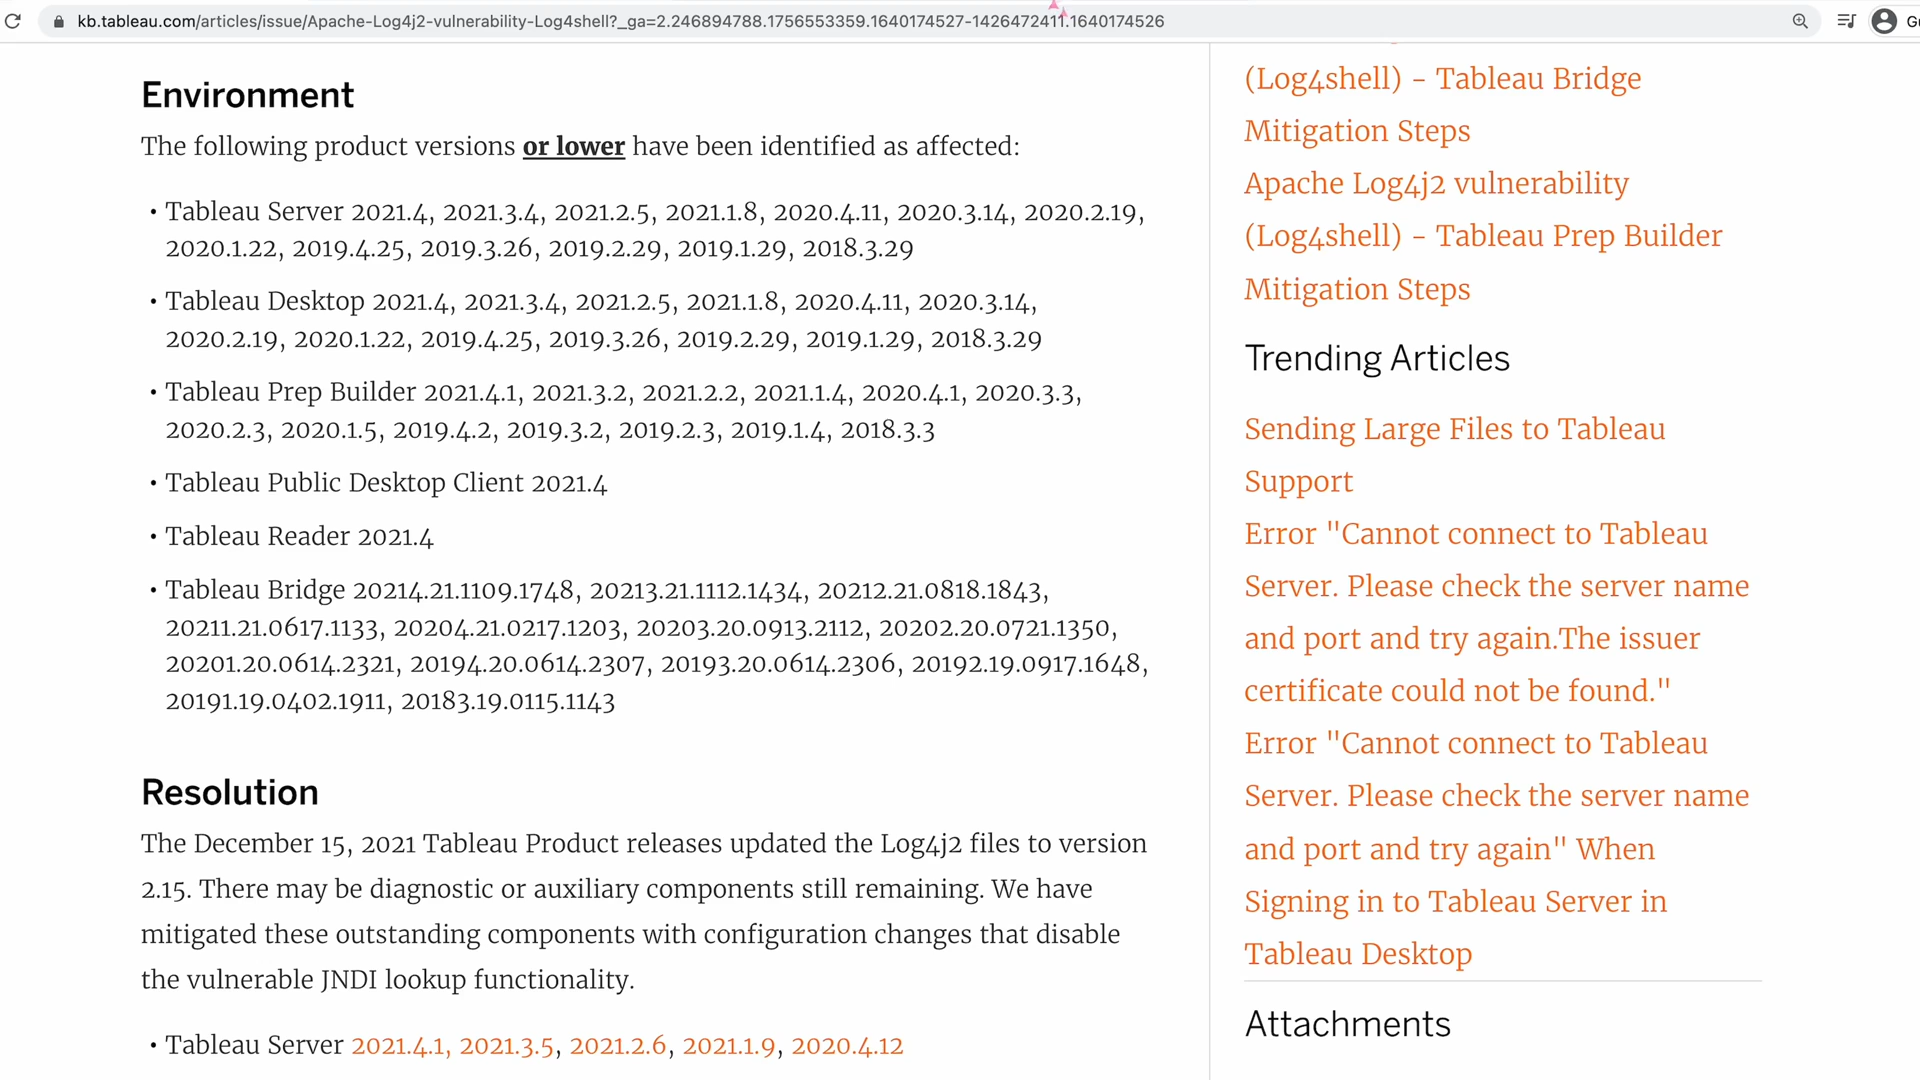 kb.tableau.com/articles/issue/Apache-Log4j2-vulnerability-Log4shell?_ga=2.246894788.1756553359.1640174527-1426472411.1640174526
Environment
The following product versions or lower have been identified as affected:
• Tableau Server 2021.4, 2021.3.4, 2021.2.5, 2021.1.8, 2020.4.11, 2020.3.14, 2020.2.19,
2020.1.22, 2019.4.25, 2019.3.26, 2019.2.29, 2019.1.29, 2018.3.29
• Tableau Desktop 2021.4, 2021.3.4, 2021.2.5, 2021.1.8, 2020.4.11, 2020.3.14,
2020.2.19, 2020.1.22, 2019.4.25, 2019.3.26, 2019.2.29, 2019.1.29, 2018.3.29
• Tableau Prep Builder 2021.4.1, 2021.3.2, 2021.2.2, 2021.1.4, 2020.4.1, 2020.3.3,
2020.2.3, 2020.1.5, 2019.4.2, 2019.3.2, 2019.2.3, 2019.1.4, 2018.3.3
• Tableau Public Desktop Client 2021.4
• Tableau Reader 2021.4
• Tableau Bridge 20214.21.1109.1748, 20213.21.1112.1434, 20212.21.0818.1843,
20211.21.0617.1133, 20204.21.0217.1203, 20203.20.0913.2112, 20202.20.0721.1350,
20201.20.0614.2321, 20194.20.0614.2307, 20193.20.0614.2306, 20192.19.0917.1648,
20191.19.0402.1911, 20183.19.0115.1143
Resolution
The December 15, 2021 Tableau Product releases updated the Log4j2 files to version
2.15. There may be diagnostic or auxiliary components still remaining. We have
mitigated these outstanding components with configuration changes that disable
the vulnerable JNDI lookup functionality.
• Tableau Server 2021.4.1, 2021.3.5, 2021.2.6, 2021.1.9, 2020.4.12
(Log4shell) - Tableau Bridge
Mitigation Steps
Apache Log4j2 vulnerability
(Log4shell) - Tableau Prep Builder
Mitigation Steps
Trending Articles
Sending Large Files to Tableau
Support
Error "Cannot connect to Tableau
Server. Please check the server name
and port and try again.The issuer
certificate could not be found."
Error "Cannot connect to Tableau
Server. Please check the server name
and port and try again" When
Signing in to Tableau Server in
Tableau Desktop
Attachments